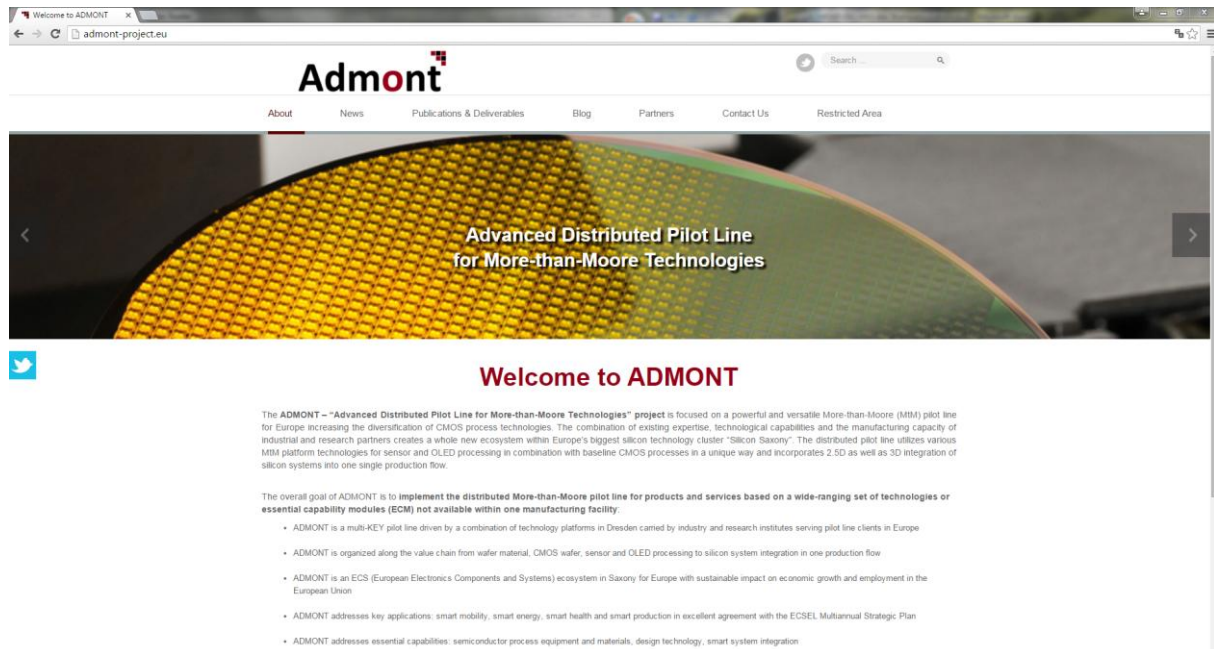 Welcome to ADMONT
admont-project.eu
Admont
Search ...
About News Publications & Deliverables Blog Partners Contact Us Restricted Area
Advanced Distributed Pilot Line
for More-than-Moore Technologies
Welcome to ADMONT
The ADMONT – "Advanced Distributed Pilot Line for More-than-Moore Technologies" project is focused on a powerful and versatile More-than-Moore (MtM) pilot line
for Europe increasing the diversification of CMOS process technologies. The combination of existing expertise, technological capabilities and the manufacturing capacity of
industrial and research partners creates a whole new ecosystem within Europe's biggest silicon technology cluster "Silicon Saxony". The distributed pilot line utilizes various
MtM platform technologies for sensor and OLED processing in combination with baseline CMOS processes in a unique way and incorporates 2.5D as well as 3D integration of
silicon systems into one single production flow.
The overall goal of ADMONT is to implement the distributed More-than-Moore pilot line for products and services based on a wide-ranging set of technologies or
essential capability modules (ECM) not available within one manufacturing facility:
• ADMONT is a multi-KEY pilot line driven by a combination of technology platforms in Dresden carried by industry and research institutes serving pilot line clients in Europe
• ADMONT is organized along the value chain from wafer material, CMOS wafer, sensor and OLED processing to silicon system integration in one production flow
• ADMONT is an ECS (European Electronics Components and Systems) ecosystem in Saxony for Europe with sustainable impact on economic growth and employment in the
European Union
• ADMONT addresses key applications: smart mobility, smart energy, smart health and smart production in excellent agreement with the ECSEL Multiannual Strategic Plan
• ADMONT addresses essential capabilities: semiconductor process equipment and materials, design technology, smart system integration